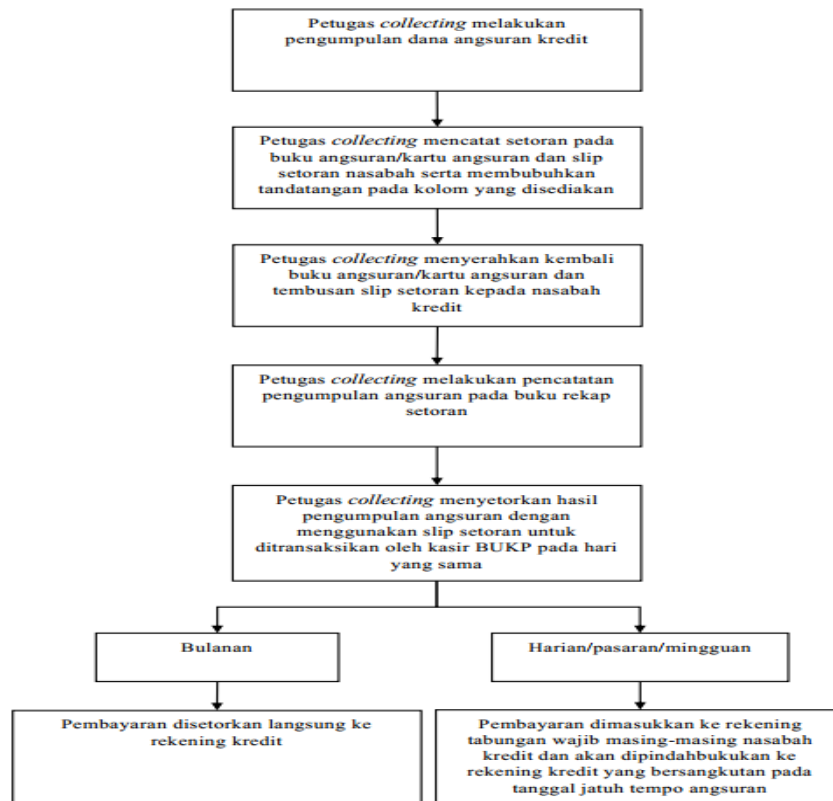 Petugas collecting melakukan
pengumpulan dana angsuran kredit
Petugas collecting mencatat setoran pada
buku angsuran/kartu angsuran dan slip
setoran nasabah serta membubuhkan
tandatangan pada kolom yang disediakan
Petugas collecting menyerahkan kembali
buku angsuran/kartu angsuran dan
tembusan slip setoran kepada nasabah
kredit
Petugas collecting melakukan pencatatan
pengumpulan angsuran pada buku rekap
setoran
Petugas collecting menyetorkan hasil
pengumpulan angsuran dengan
menggunakan slip setoran untuk
ditransaksikan oleh kasir BUKP pada hari
yang sama
Bulanan
Harian/pasaran/mingguan
Pembayaran disetorkan langsung ke
rekening kredit
Pembayaran dimasukkan ke rekening
tabungan wajib masing-masing nasabah
kredit dan akan dipindahbukukan ke
rekening kredit yang bersangkutan pada
tanggal jatuh tempo angsuran